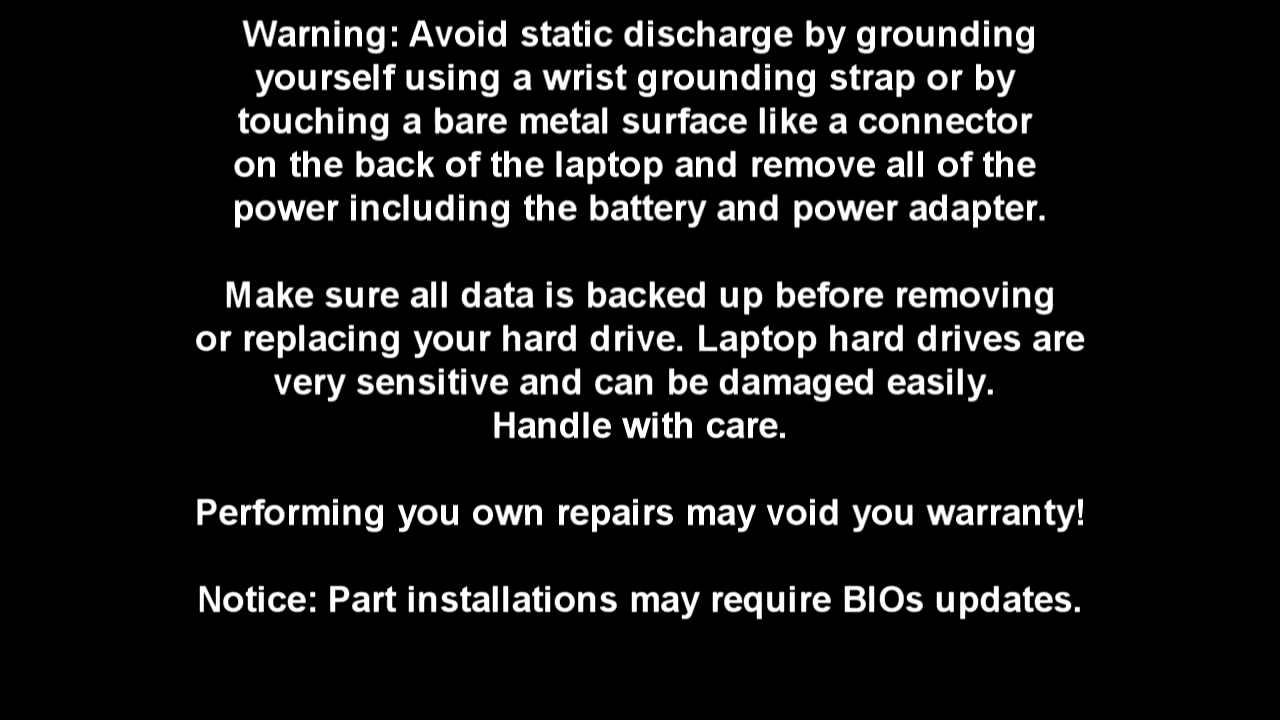 Warning: Avoid static discharge by grounding
yourself using a wrist grounding strap or by
touching a bare metal surface like a connector
on the back of the laptop and remove all of the
power including the battery and power adapter.
Make sure all data is backed up before removing
or replacing your hard drive. Laptop hard drives are
very sensitive and can be damaged easily.
Handle with care.
Performing you own repairs may void you warranty!
Notice: Part installations may require BIOs updates.